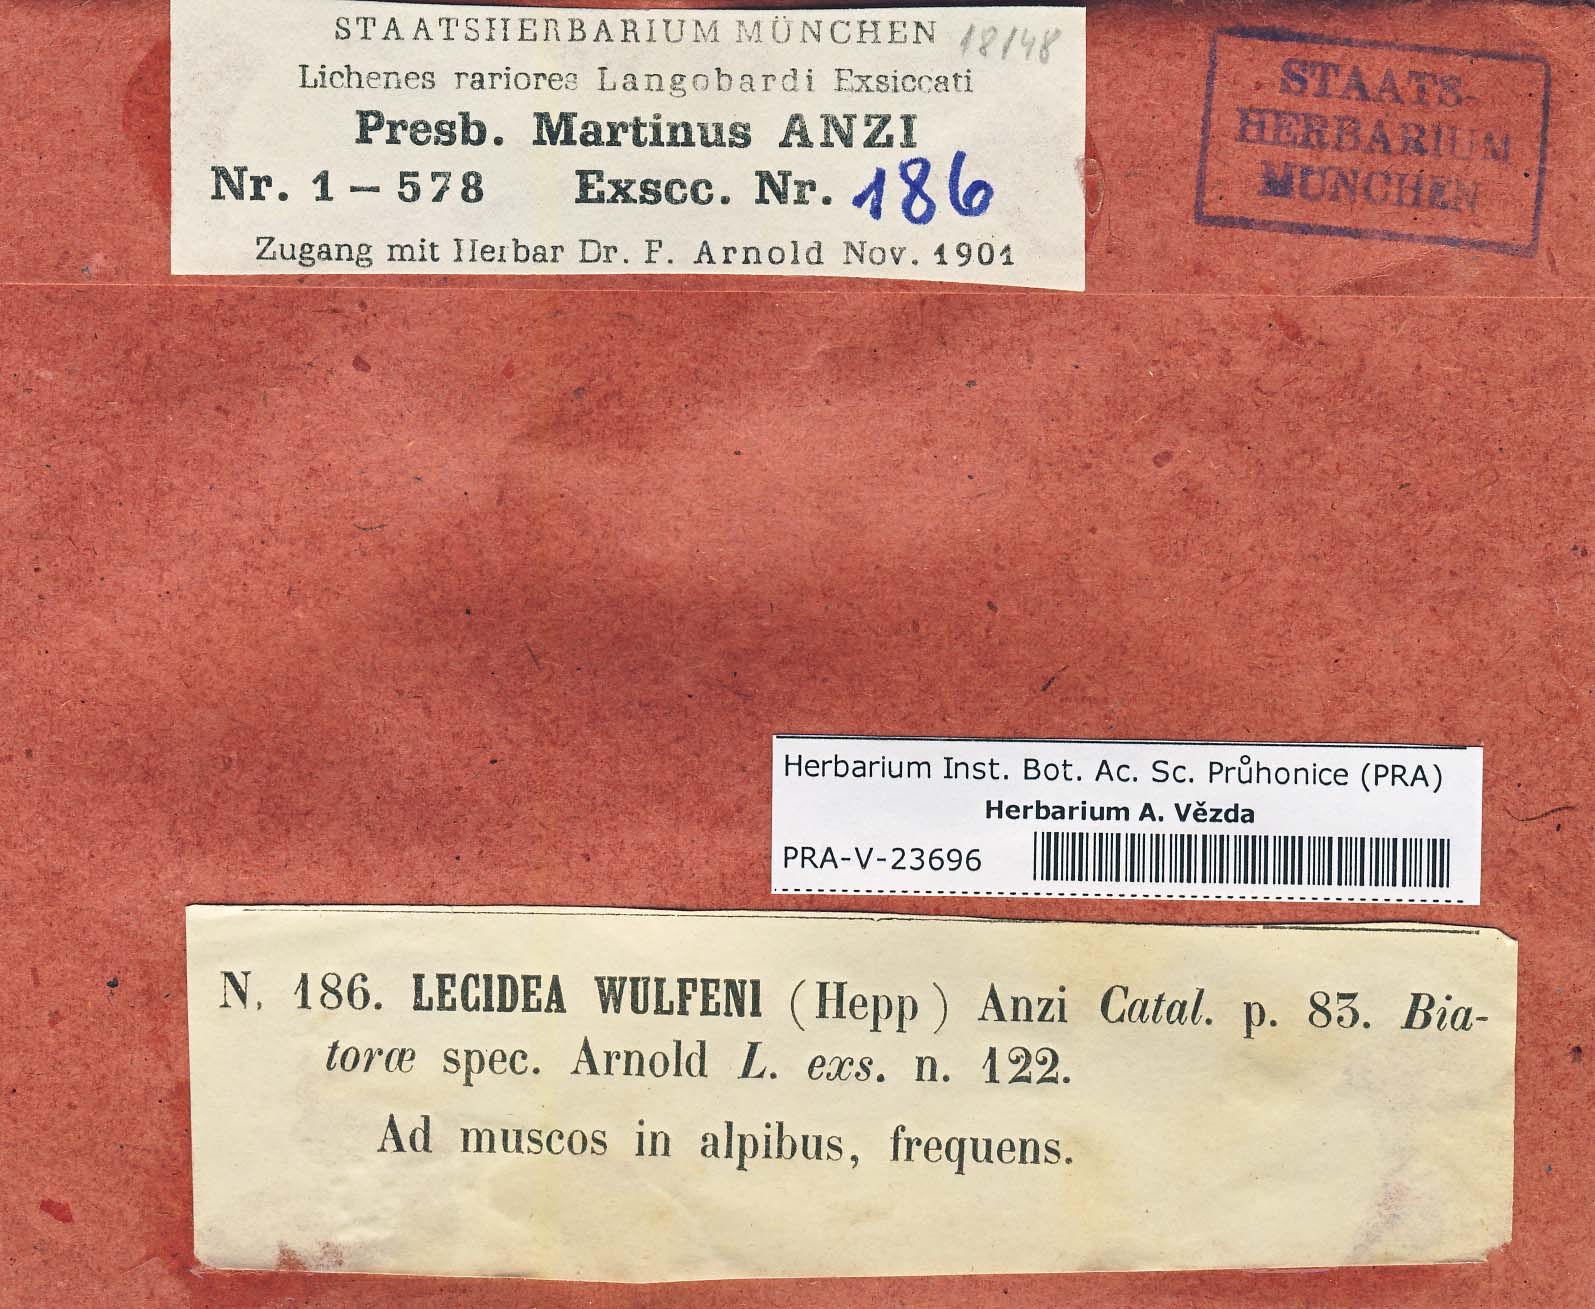 STAATSHERBARIUM MÜNCHEN 18/48
Lichenes rariores Langobardi Exsiccati
Presb. Martinus ANZI
Nr. 1 – 578 Exscc. Nr. 186
Zugang mit Herbar Dr. F. Arnold Nov. 1901
STAATS-
HERBARIUM
MÜNCHEN
Herbarium Inst. Bot. Ac. Sc. Průhonice (PRA)
Herbarium A. Vězda
PRA-V-23696
N. 186. LECIDEA WULFENI (Hepp) Anzi Catal. p. 83. Bia-
toræ spec. Arnold L. exs. n. 122.
Ad muscos in alpibus, frequens.